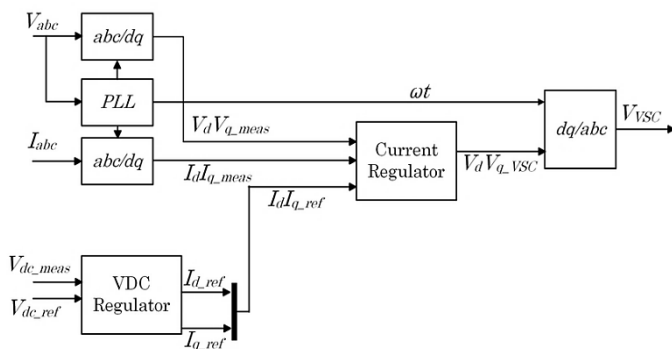 V_abc
abc/dq
PLL
ωt
V_VSC
dq/abc
V_dV_q_meas
I_abc
abc/dq
I_dI_q_meas
Current
Regulator
V_dV_q_VSC
I_dI_q_ref
V_dc_meas
VDC
Regulator
I_d_ref
V_dc_ref
I_q_ref